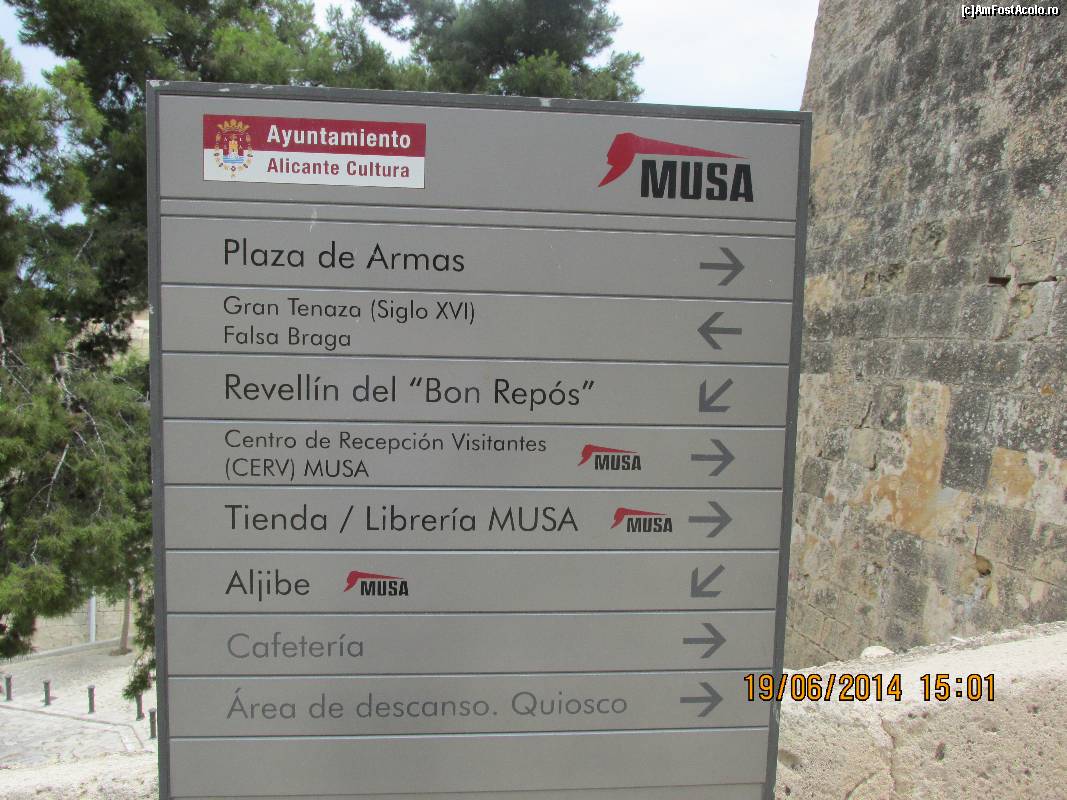 [c]AmFostAcolo.ro
Ayuntamiento
Alicante Cultura
MUSA
Plaza de Armas
Gran Tenaza (Siglo XVI)
Falsa Braga
Revellín del “Bon Repós”
Centro de Recepción Visitantes
(CERV) MUSA MUSA
Tienda / Librería MUSA MUSA
Aljibe MUSA
Cafetería
Área de descanso. Quiosco
19/06/2014 15:01